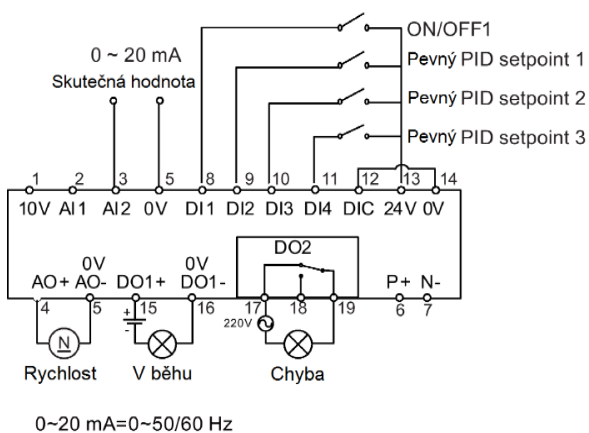 ON/OFF1
0 ~ 20 mA
Pevný PID setpoint 1
Skutečná hodnota
Pevný PID setpoint 2
Pevný PID setpoint 3
1 2 3 5 8 9 10 11 12 13 14
10V AI1 AI2 0V DI1 DI2 DI3 DI4 DIC 24V 0V
DO2
0V 0V
AO+ AO- DO1+ DO1- P+ N-
4 5 15 16 17 18 19 6 7
+
-
220V
N
Rychlost V běhu Chyba
0~20 mA=0~50/60 Hz